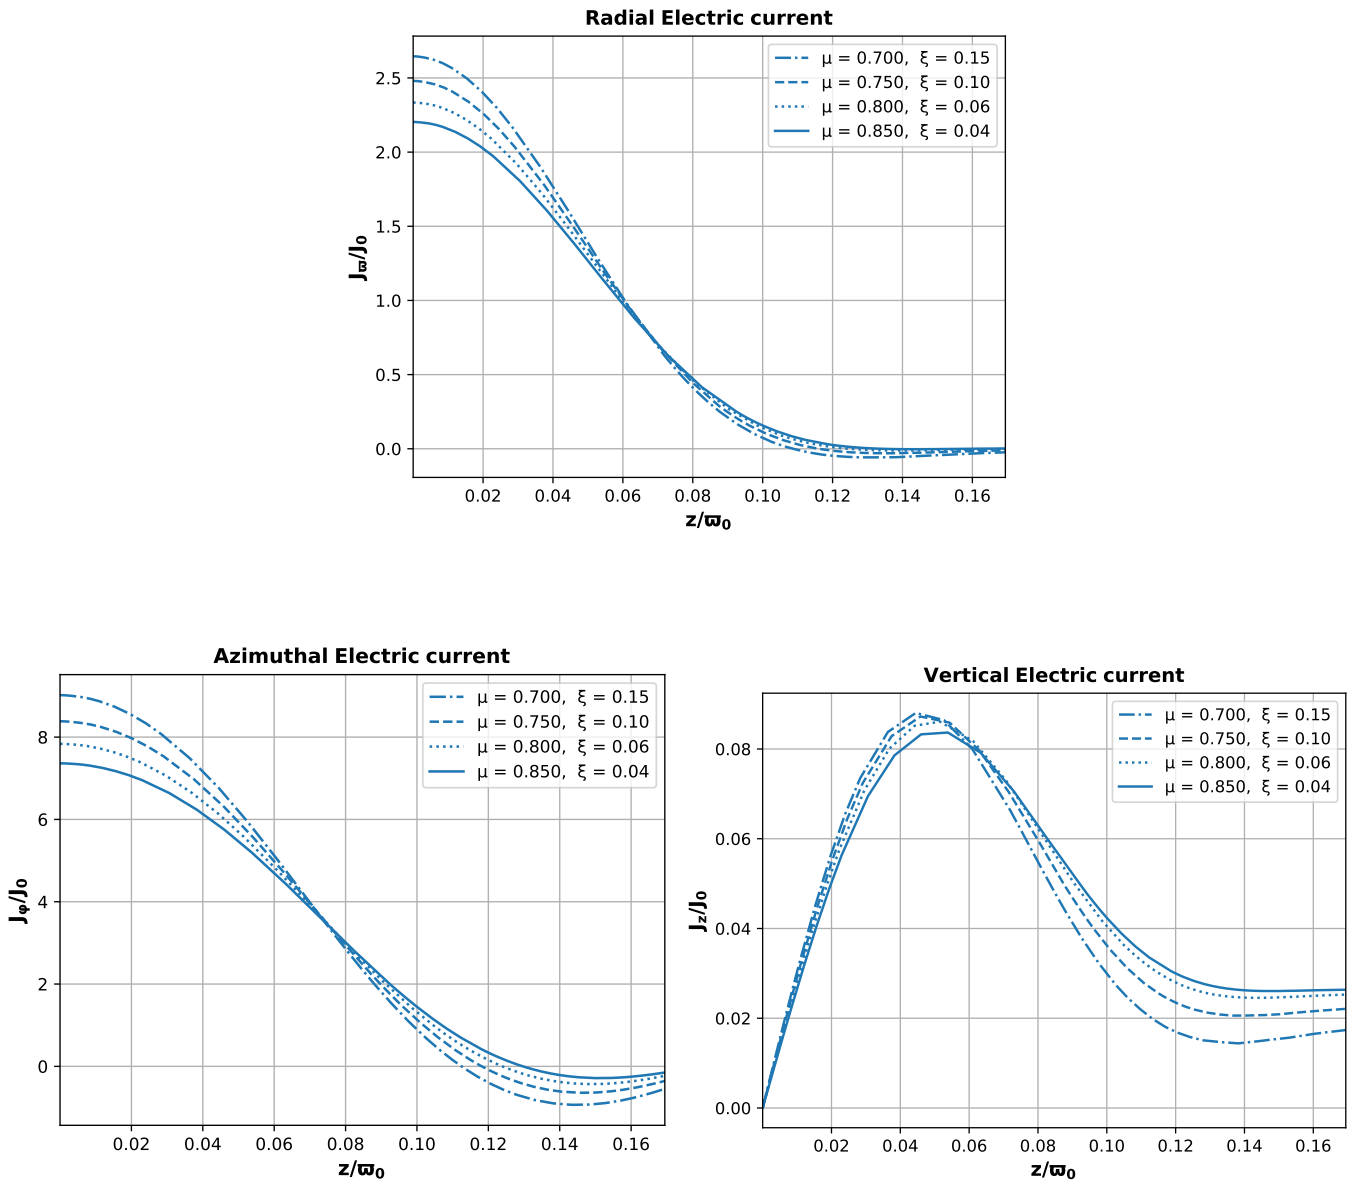 Radial Electric current
μ = 0.700, ξ = 0.15
μ = 0.750, ξ = 0.10
μ = 0.800, ξ = 0.06
μ = 0.850, ξ = 0.04
2.5
2.0
1.5
1.0
0.5
0.0
J_ϖ/J_0
0.02 0.04 0.06 0.08 0.10 0.12 0.14 0.16
z/ϖ_0
Azimuthal Electric current
μ = 0.700, ξ = 0.15
μ = 0.750, ξ = 0.10
μ = 0.800, ξ = 0.06
μ = 0.850, ξ = 0.04
8
6
4
2
0
J_φ/J_0
0.02 0.04 0.06 0.08 0.10 0.12 0.14 0.16
z/ϖ_0
Vertical Electric current
μ = 0.700, ξ = 0.15
μ = 0.750, ξ = 0.10
μ = 0.800, ξ = 0.06
μ = 0.850, ξ = 0.04
0.08
0.06
0.04
0.02
0.00
J_z/J_0
0.02 0.04 0.06 0.08 0.10 0.12 0.14 0.16
z/ϖ_0